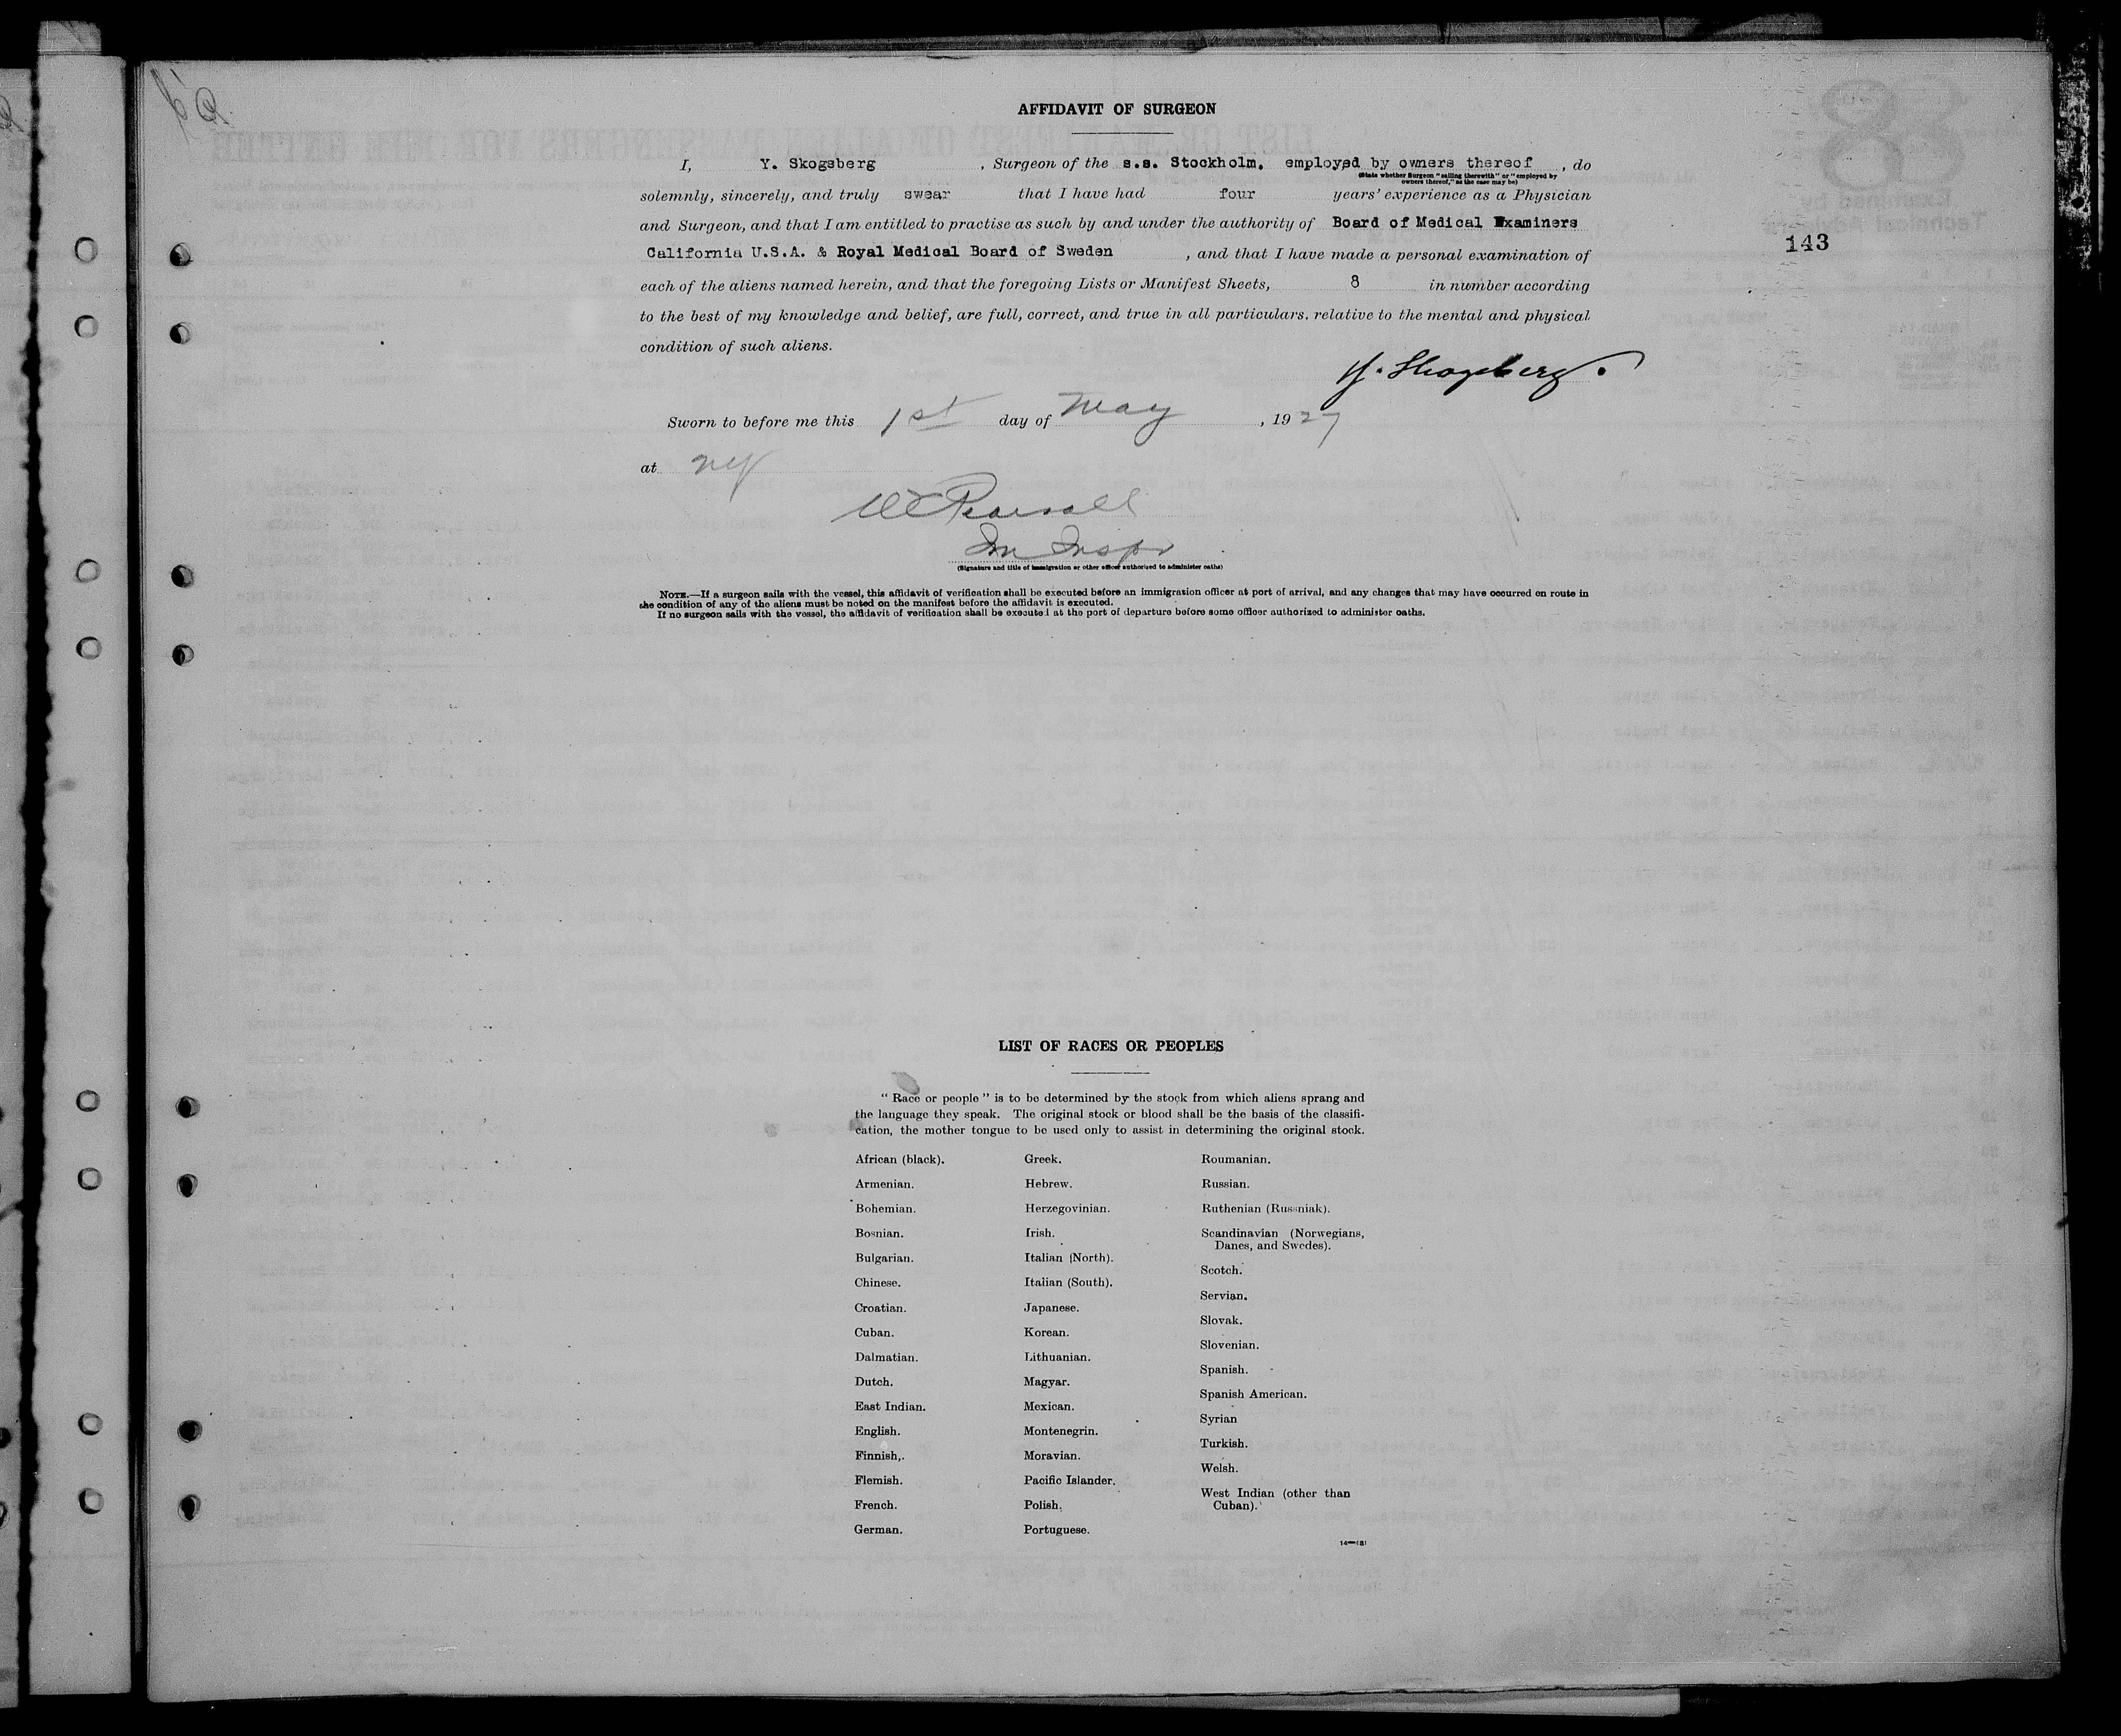 AFFIDAVIT OF SURGEON
I, Y. Skogsberg, Surgeon of the s.s. Stockholm, employed by owners thereof, do
(State whether Surgeon "sailing therewith" or "employed by
owners thereof," as the case may be)
solemnly, sincerely, and truly swear that I have had four years' experience as a Physician
and Surgeon, and that I am entitled to practise as such by and under the authority of Board of Medical Examiners
143
California U.S.A. & Royal Medical Board of Sweden, and that I have made a personal examination of
each of the aliens named herein, and that the foregoing Lists or Manifest Sheets, 8 in number according
to the best of my knowledge and belief, are full, correct, and true in all particulars, relative to the mental and physical
condition of such aliens.
Y. Skogsberg.
Sworn to before me this 1st day of May, 1927
at NY
Pearsall
Im Inspr
(Signature and title of immigration or other officer authorized to administer oaths)
NOTE.—If a surgeon sails with the vessel, this affidavit of verification shall be executed before an immigration officer at port of arrival, and any changes that may have occurred en route in
the condition of any of the aliens must be noted on the manifest before the affidavit is executed.
If no surgeon sails with the vessel, the affidavit of verification shall be executed at the port of departure before some officer authorized to administer oaths.
LIST OF RACES OR PEOPLES
"Race or people" is to be determined by the stock from which aliens sprang and
the language they speak. The original stock or blood shall be the basis of the classifi-
cation, the mother tongue to be used only to assist in determining the original stock.
African (black).
Armenian.
Bohemian.
Bosnian.
Bulgarian.
Chinese.
Croatian.
Cuban.
Dalmatian.
Dutch.
East Indian.
English.
Finnish.
Flemish.
French.
German.
Greek.
Hebrew.
Herzegovinian.
Irish.
Italian (North).
Italian (South).
Japanese.
Korean.
Lithuanian.
Magyar.
Mexican.
Montenegrin.
Moravian.
Pacific Islander.
Polish.
Portuguese.
Roumanian.
Russian.
Ruthenian (Russniak).
Scandinavian (Norwegians,
Danes, and Swedes).
Scotch.
Servian.
Slovak.
Slovenian.
Spanish.
Spanish American.
Syrian
Turkish.
Welsh.
West Indian (other than
Cuban).